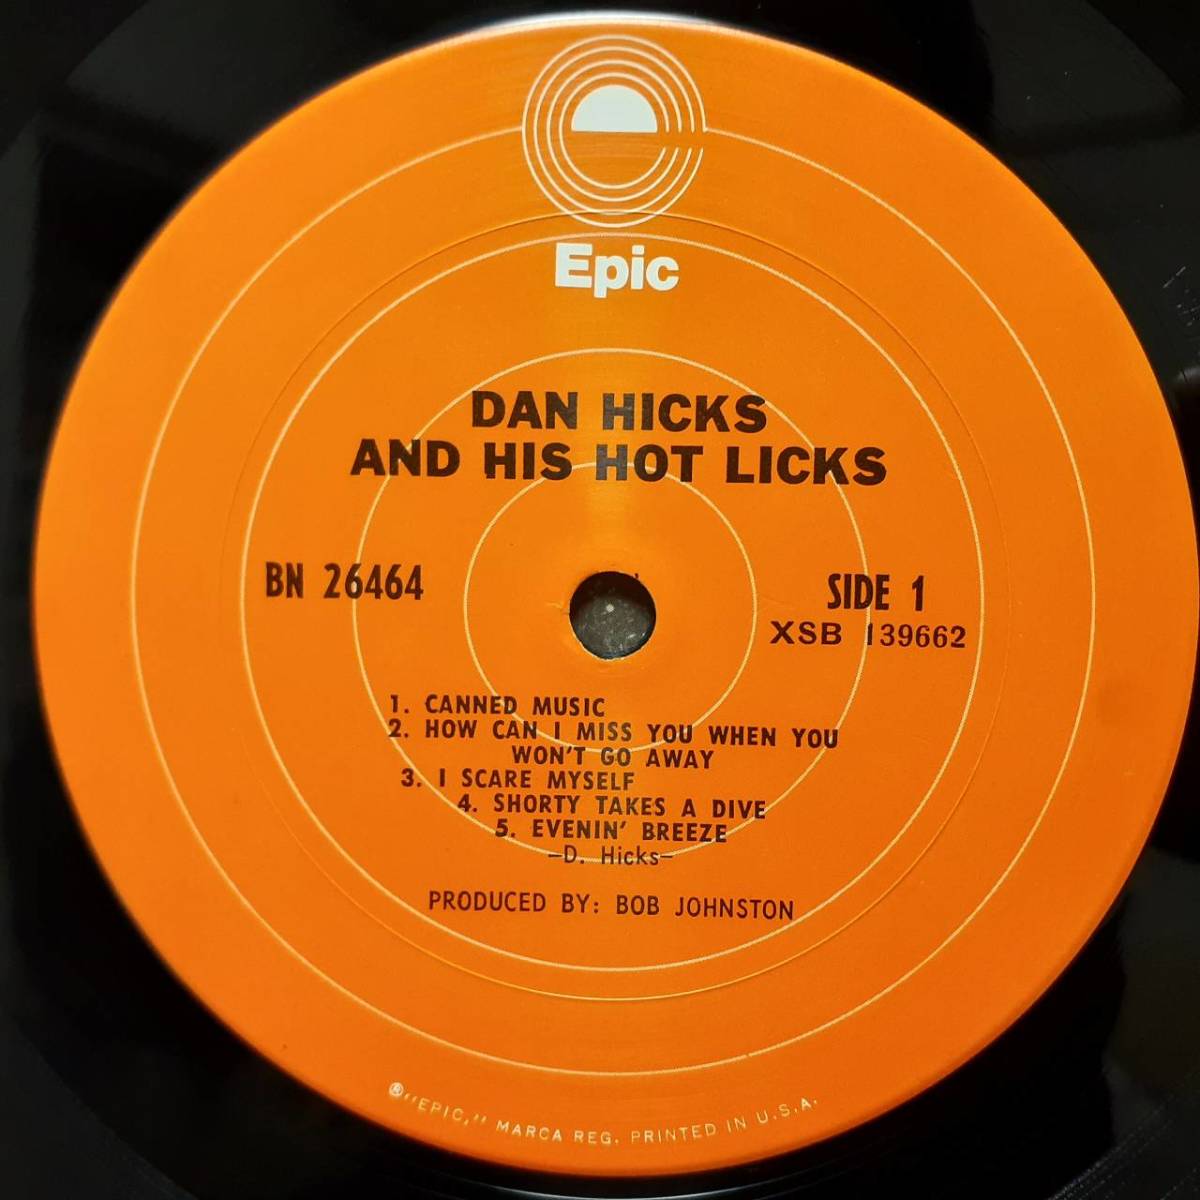 Epic
DAN HICKS
AND HIS HOT LICKS
BN 26464
SIDE 1
XSB 139662
1. CANNED MUSIC
2. HOW CAN I MISS YOU WHEN YOU
WON'T GO AWAY
3. I SCARE MYSELF
4. SHORTY TAKES A DIVE
5. EVENIN' BREEZE
—D. Hicks—
PRODUCED BY: BOB JOHNSTON
®"EPIC," MARCA REG. PRINTED IN U.S.A.